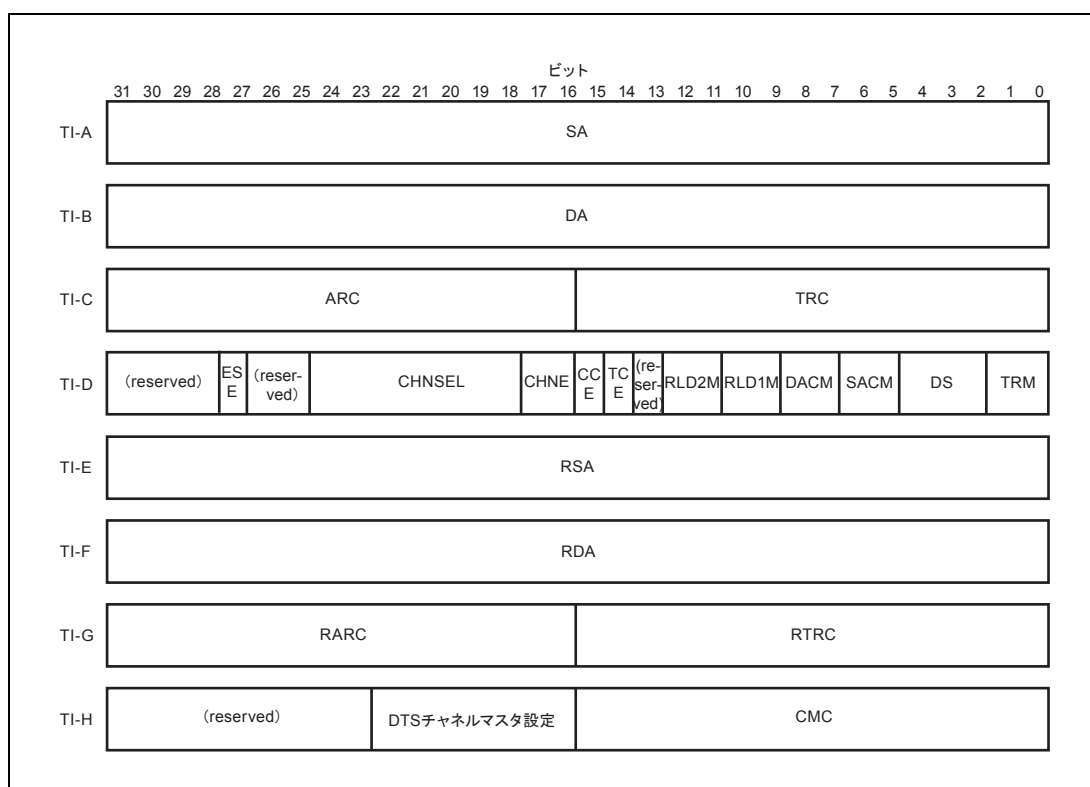 ビット
31 30 29 28 27 26 25 24 23 22 21 20 19 18 17 16 15 14 13 12 11 10 9 8 7 6 5 4 3 2 1 0
TI-A
SA
TI-B
DA
TI-C
ARC
TRC
TI-D
(reserved)
ES
E
(reser-
ved)
CHNSEL
CHNE
CC
E
TC
E
(re-
ser-
ved)
RLD2M
RLD1M
DACM
SACM
DS
TRM
TI-E
RSA
TI-F
RDA
TI-G
RARC
RTRC
TI-H
(reserved)
DTSチャネルマスタ設定
CMC